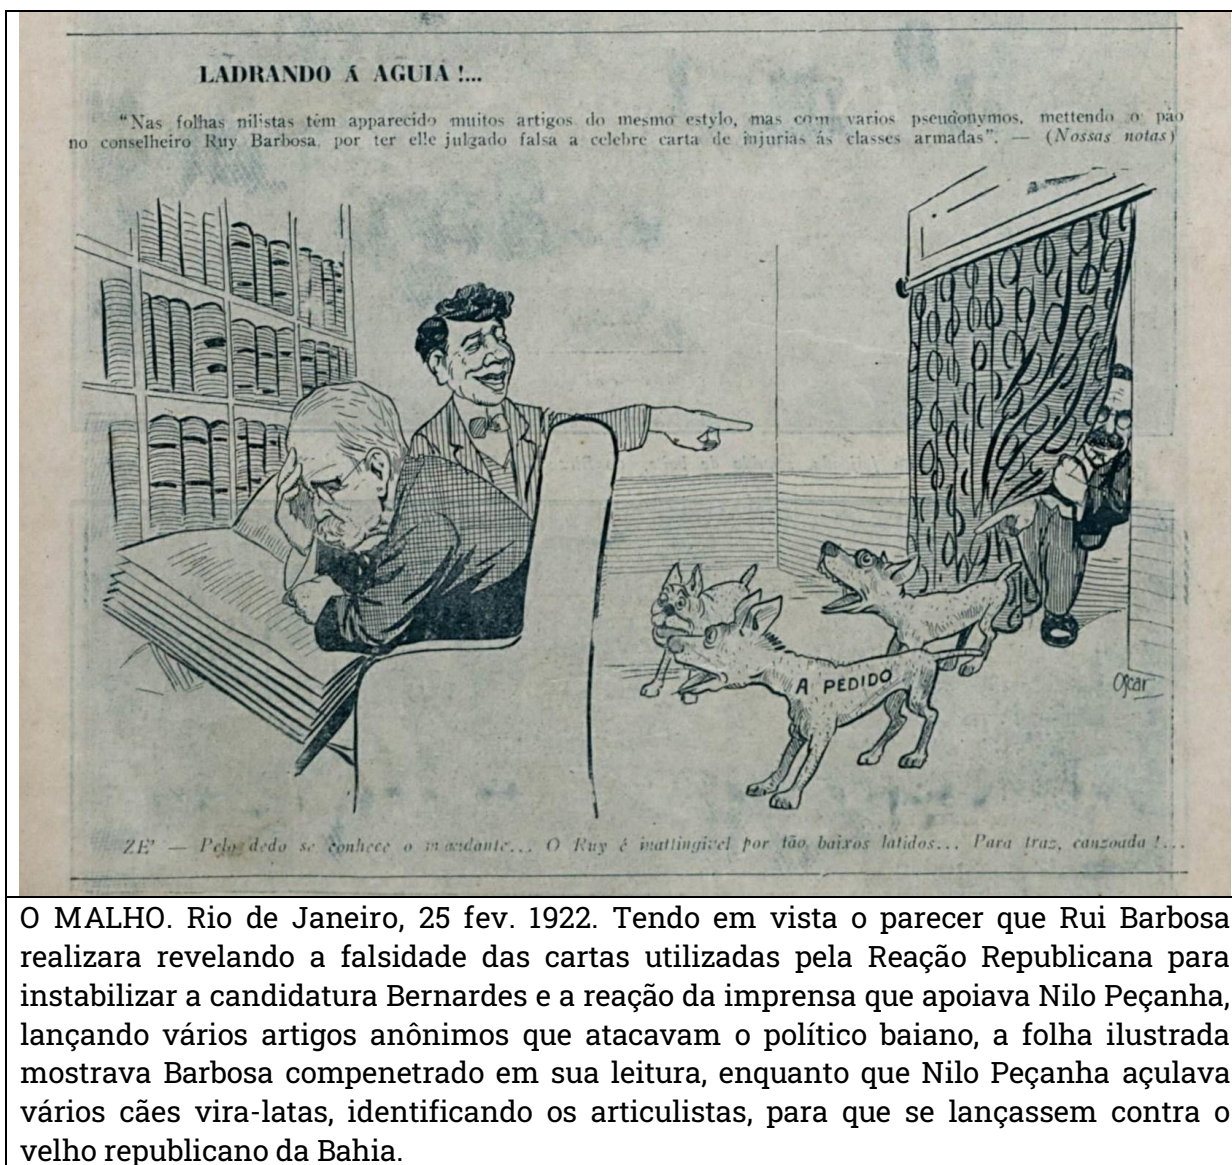 LADRANDO Á AGUIA !...
"Nas folhas nilistas têm apparecido muitos artigos do mesmo estylo, mas com varios pseudonymos, mettendo o páo
no conselheiro Ruy Barbosa, por ter elle julgado falsa a celebre carta de injurias ás classes armadas". — (Nossas notas)
A PEDIDO
Oscar
ZE' — Pelo dedo se conhece o mandante... O Ruy é inattingivel por tão baixos latidos... Para traz, canzoada !...
O MALHO. Rio de Janeiro, 25 fev. 1922. Tendo em vista o parecer que Rui Barbosa
realizara revelando a falsidade das cartas utilizadas pela Reação Republicana para
instabilizar a candidatura Bernardes e a reação da imprensa que apoiava Nilo Peçanha,
lançando vários artigos anônimos que atacavam o político baiano, a folha ilustrada
mostrava Barbosa compenetrado em sua leitura, enquanto que Nilo Peçanha açulava
vários cães vira-latas, identificando os articulistas, para que se lançassem contra o
velho republicano da Bahia.